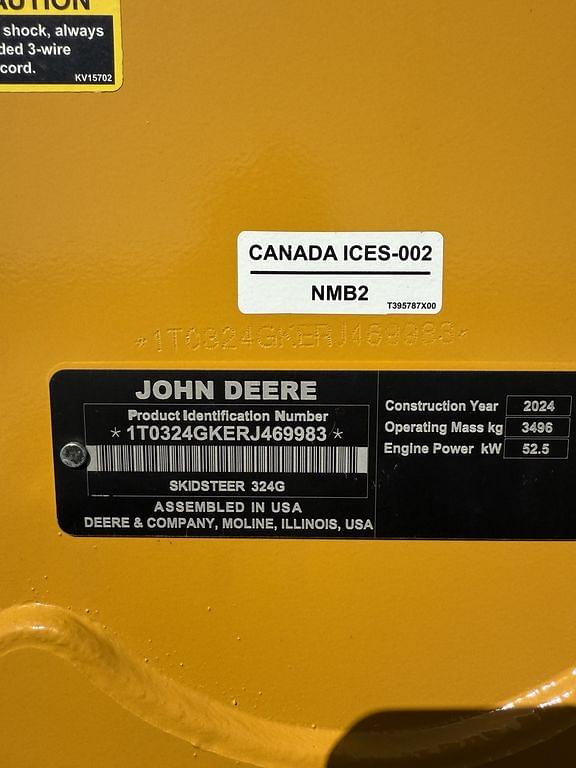 CAUTION
shock, always
ded 3-wire
cord.
KV15702
CANADA ICES-002
NMB2
T395787X00
*1T0324GKERJ469983*
JOHN DEERE
Product Identification Number
*1T0324GKERJ469983*
SKIDSTEER 324G
ASSEMBLED IN USA
DEERE & COMPANY, MOLINE, ILLINOIS, USA
Construction Year 2024
Operating Mass kg 3496
Engine Power kW 52.5